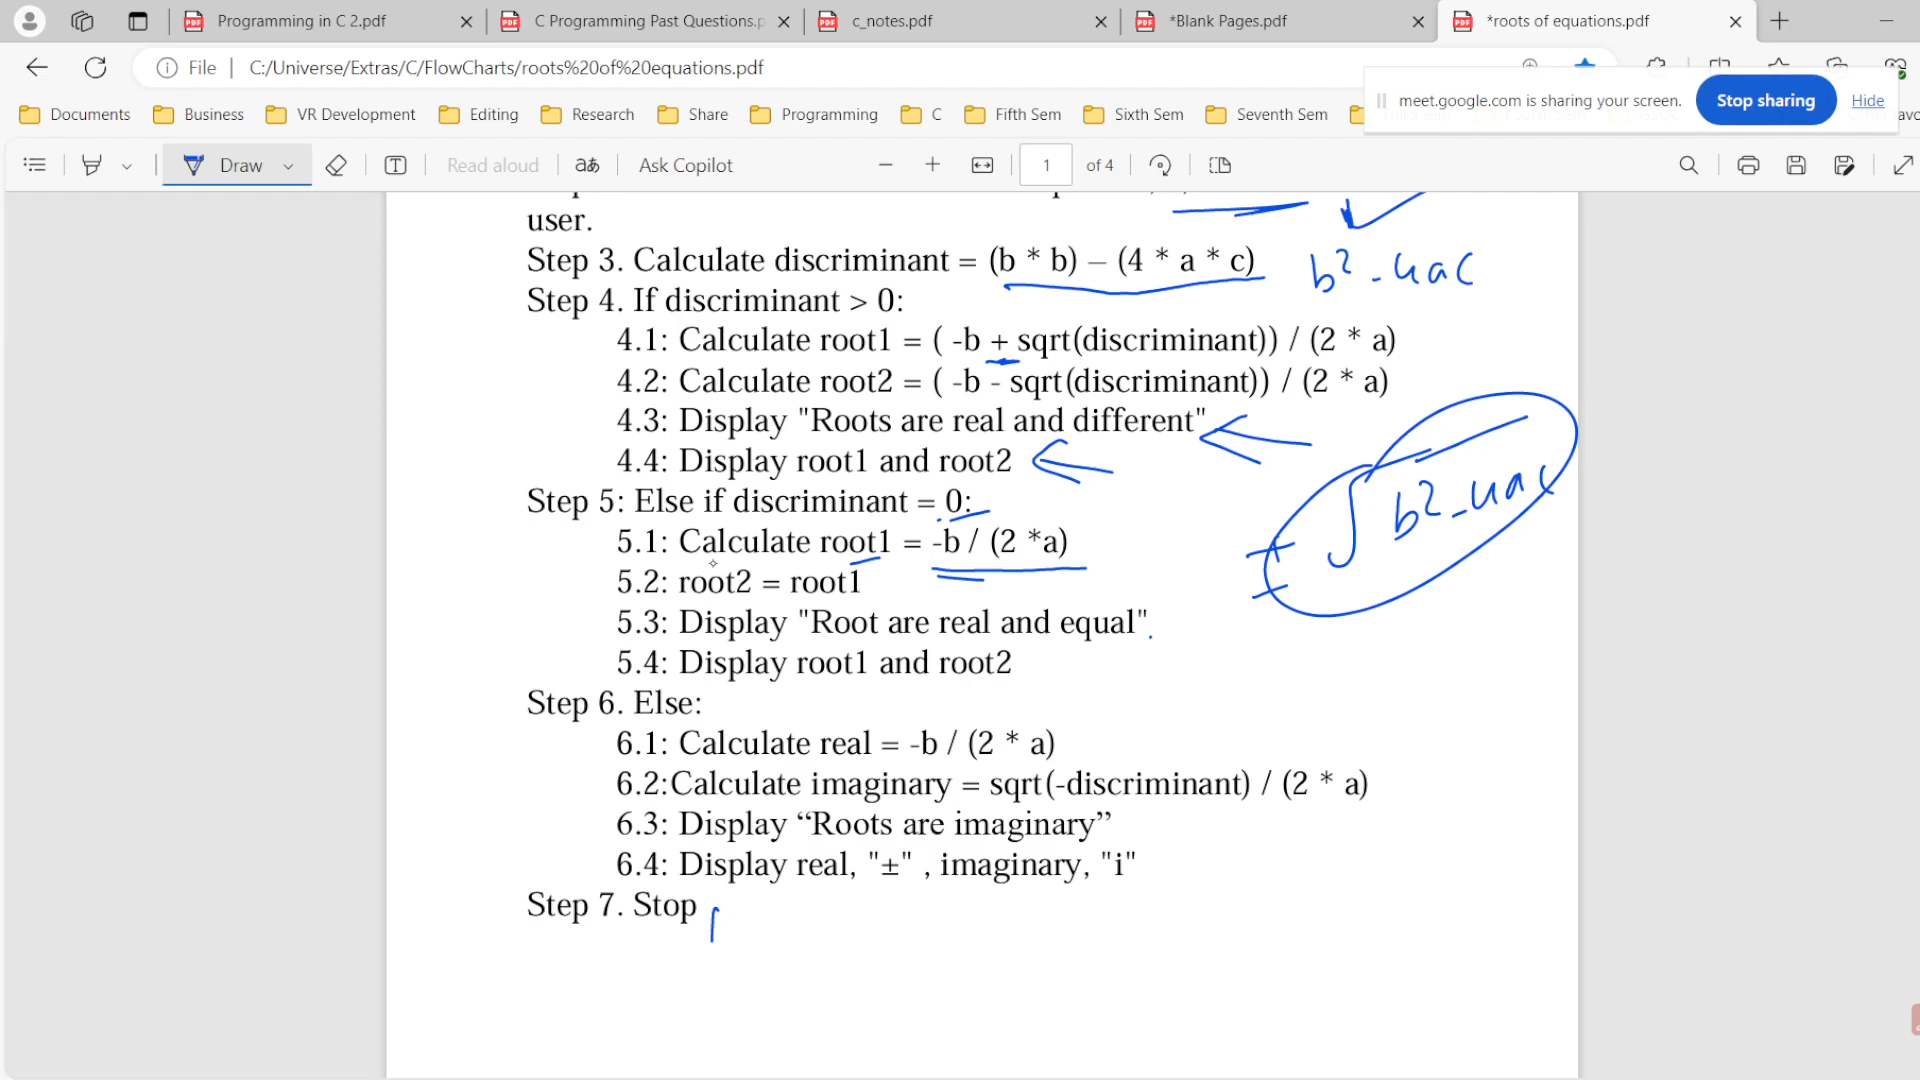 Programming in C 2.pdf
C Programming Past Questions.p
c_notes.pdf
*Blank Pages.pdf
*roots of equations.pdf
File | C:/Universe/Extras/C/FlowCharts/roots%20of%20equations.pdf
meet.google.com is sharing your screen.
Stop sharing
Hide
Documents
Business
VR Development
Editing
Research
Share
Programming
C
Fifth Sem
Sixth Sem
Seventh Sem
Draw
Read aloud
Ask Copilot
1 of 4
user.
Step 3. Calculate discriminant = (b * b) – (4 * a * c)
b² - 4ac
Step 4. If discriminant > 0:
4.1: Calculate root1 = ( -b + sqrt(discriminant)) / (2 * a)
4.2: Calculate root2 = ( -b - sqrt(discriminant)) / (2 * a)
4.3: Display "Roots are real and different"
4.4: Display root1 and root2
± √ b² - 4ac
Step 5: Else if discriminant = 0:
5.1: Calculate root1 = -b / (2 *a)
5.2: root2 = root1
5.3: Display "Root are real and equal"
5.4: Display root1 and root2
Step 6. Else:
6.1: Calculate real = -b / (2 * a)
6.2:Calculate imaginary = sqrt(-discriminant) / (2 * a)
6.3: Display “Roots are imaginary”
6.4: Display real, "±" , imaginary, "i"
Step 7. Stop